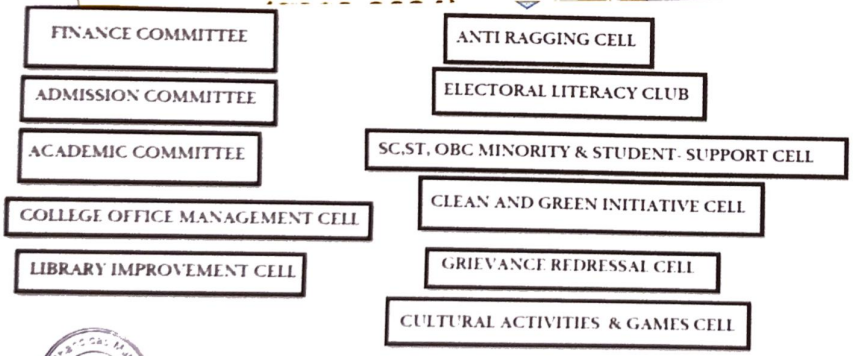 FINANCE COMMITTEE
ADMISSION COMMITTEE
ACADEMIC COMMITTEE
COLLEGE OFFICE MANAGEMENT CELL
LIBRARY IMPROVEMENT CELL
ANTI RAGGING CELL
ELECTORAL LITERACY CLUB
SC,ST, OBC MINORITY & STUDENT- SUPPORT CELL
CLEAN AND GREEN INITIATIVE CELL
GRIEVANCE REDRESSAL CELL
CULTURAL ACTIVITIES & GAMES CELL